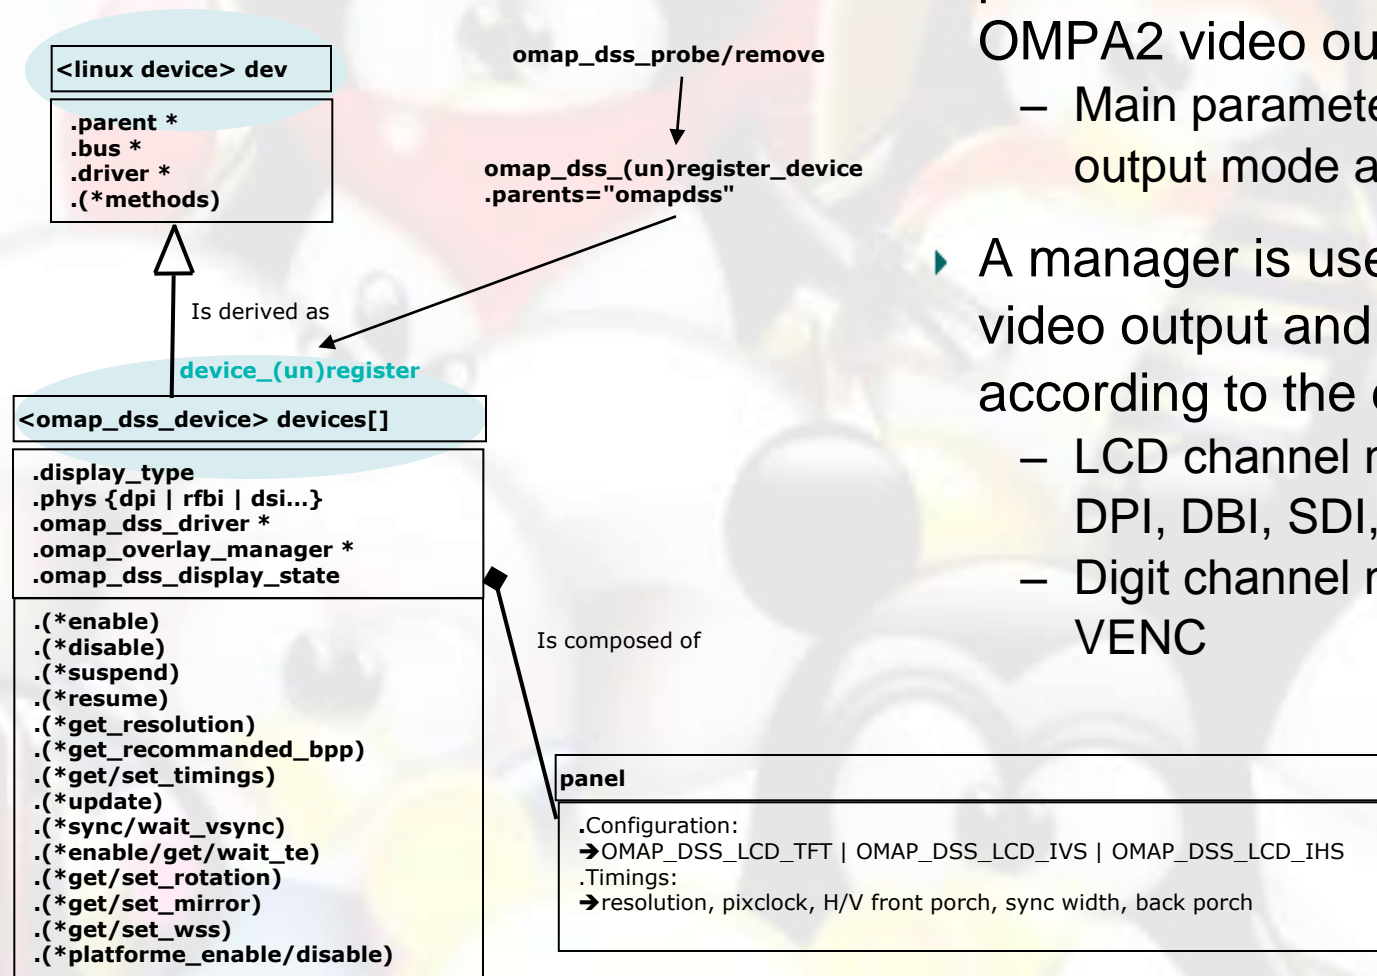 <linux device> dev
.parent *
.bus *
.driver *
.(*methods)
omap_dss_probe/remove
omap_dss_(un)register_device
.parents="omapdss"
Is derived as
device_(un)register
<omap_dss_device> devices[]
.display_type
.phys {dpi | rfbi | dsi...}
.omap_dss_driver *
.omap_overlay_manager *
.omap_dss_display_state
.(*enable)
.(*disable)
.(*suspend)
.(*resume)
.(*get_resolution)
.(*get_recommanded_bpp)
.(*get/set_timings)
.(*update)
.(*sync/wait_vsync)
.(*enable/get/wait_te)
.(*get/set_rotation)
.(*get/set_mirror)
.(*get/set_wss)
.(*platforme_enable/disable)
Is composed of
panel
.Configuration:
➔OMAP_DSS_LCD_TFT | OMAP_DSS_LCD_IVS | OMAP_DSS_LCD_IHS
.Timings:
➔resolution, pixclock, H/V front porch, sync width, back porch
OMPA2 video ou
– Main paramete
output mode a
A manager is use
video output and
according to the
– LCD channel
DPI, DBI, SDI,
– Digit channel
VENC